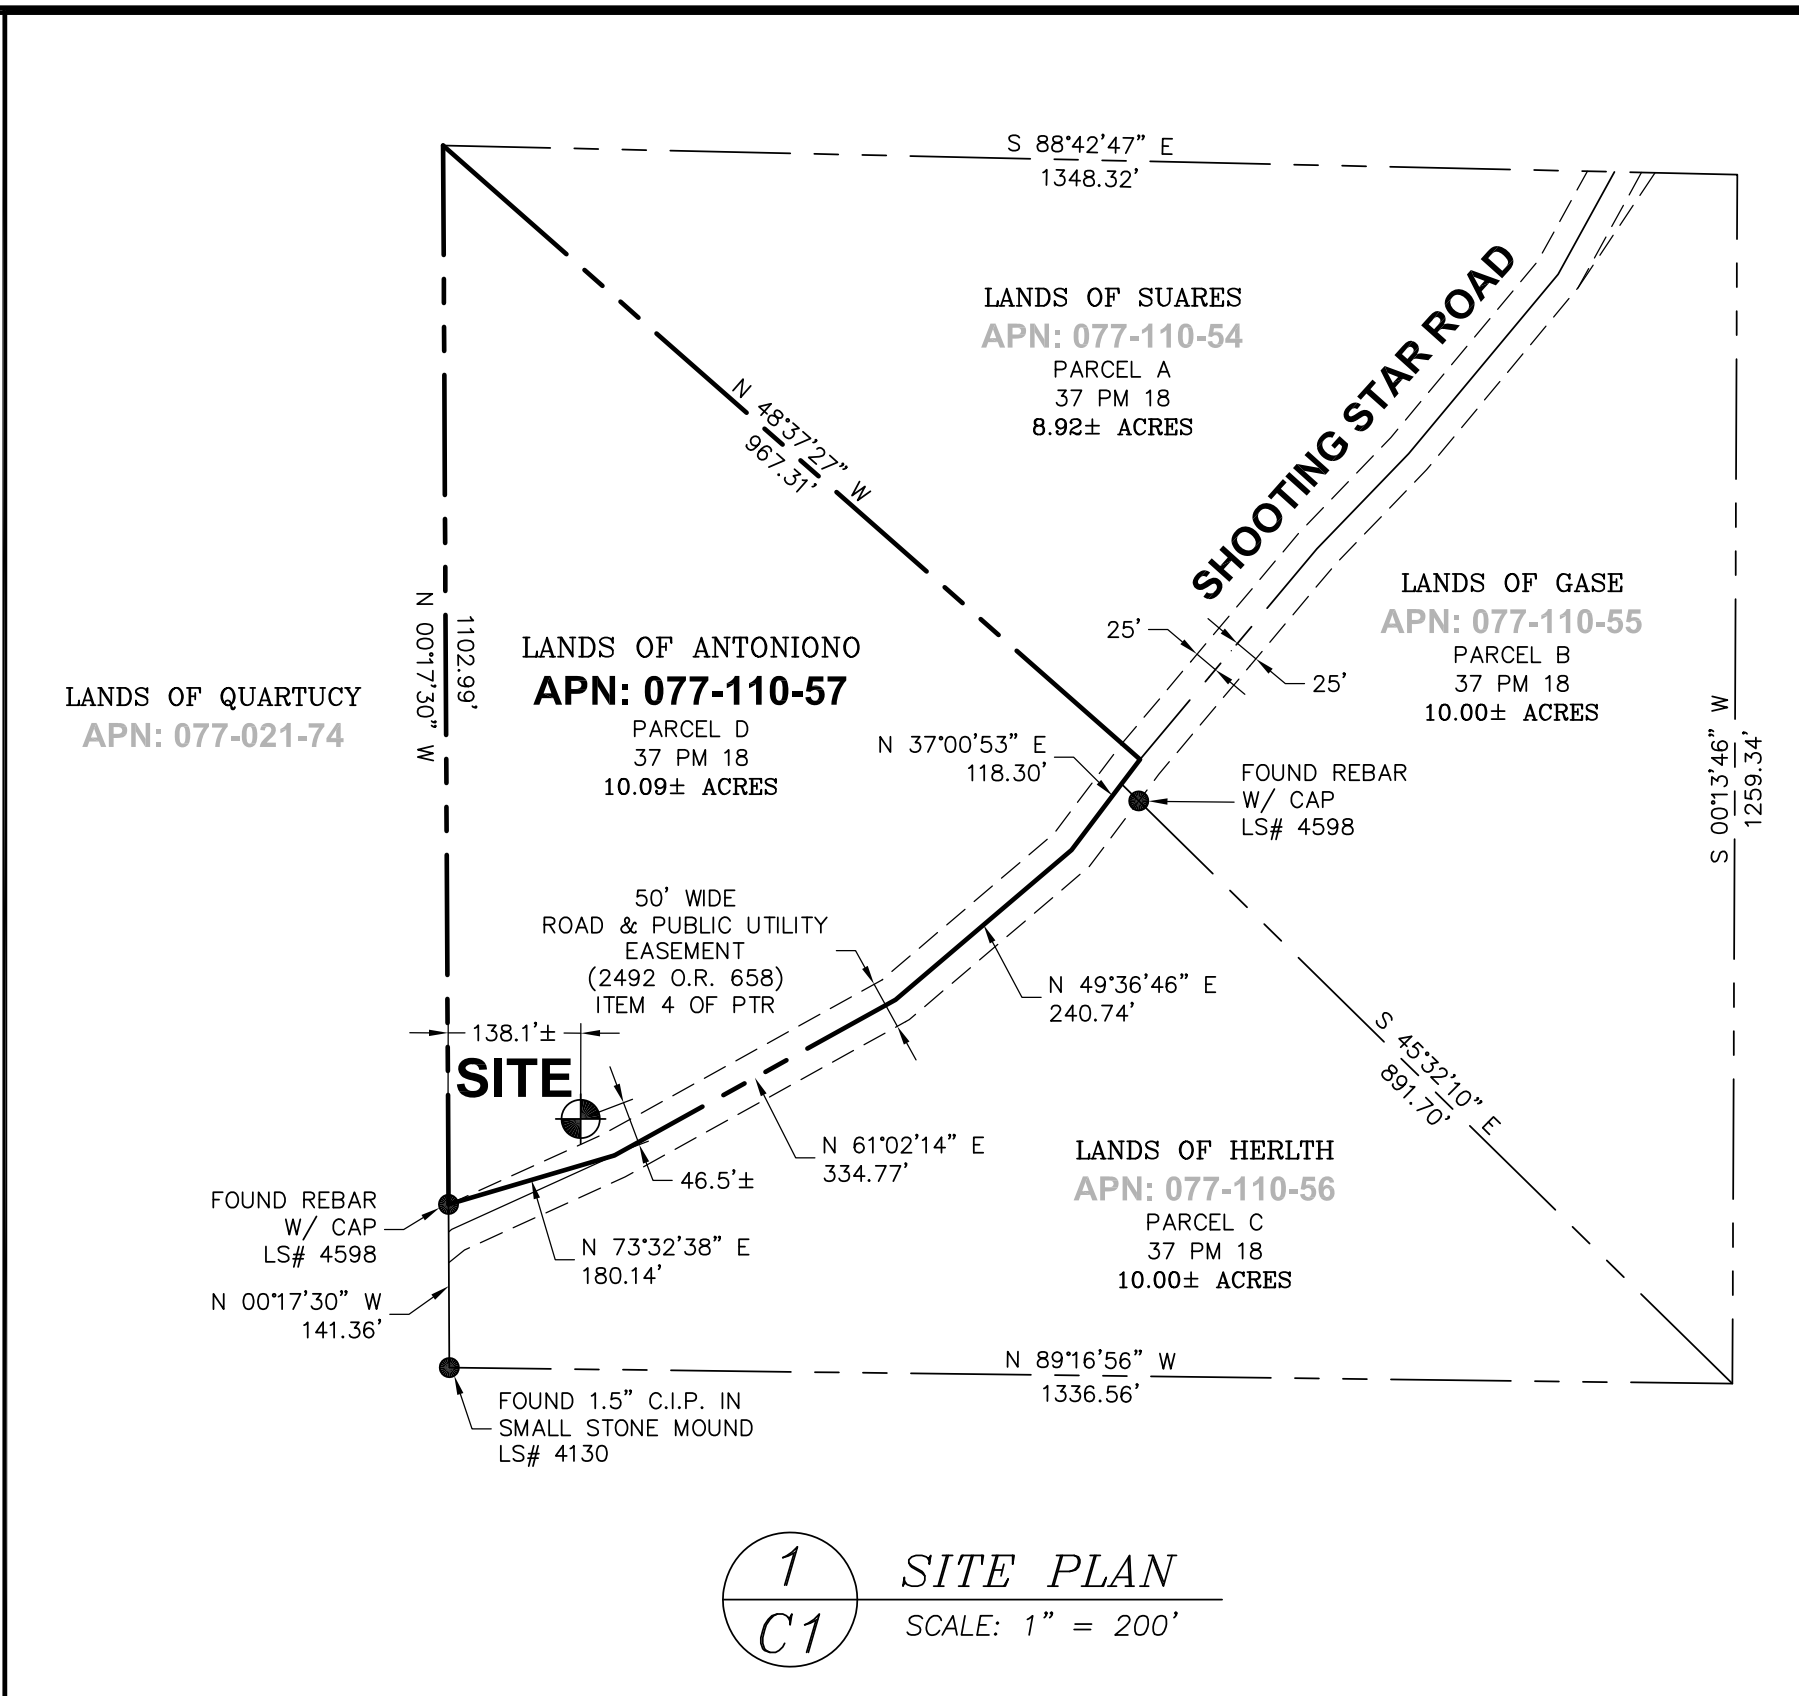 S 88°42'47" E
1348.32'
LANDS OF SUARES
APN: 077-110-54
PARCEL A
37 PM 18
8.92± ACRES
SHOOTING STAR ROAD
N 48°37'27" W
967.31'
25'
25'
LANDS OF GASE
APN: 077-110-55
PARCEL B
37 PM 18
10.00± ACRES
N 00°17'30" W
1102.99'
LANDS OF ANTONIONO
APN: 077-110-57
PARCEL D
37 PM 18
10.09± ACRES
LANDS OF QUARTUCY
APN: 077-021-74
N 37°00'53" E
118.30'
FOUND REBAR
W/ CAP
LS# 4598
S 00°13'46" W
1259.34'
50' WIDE
ROAD & PUBLIC UTILITY
EASEMENT
(2492 O.R. 658)
ITEM 4 OF PTR
N 49°36'46" E
240.74'
138.1'±
SITE
S 45°32'10" E
891.70'
N 61°02'14" E
334.77'
46.5'±
LANDS OF HERLTH
APN: 077-110-56
PARCEL C
37 PM 18
10.00± ACRES
FOUND REBAR
W/ CAP
LS# 4598
N 73°32'38" E
180.14'
N 00°17'30" W
141.36'
N 89°16'56" W
1336.56'
FOUND 1.5" C.I.P. IN
SMALL STONE MOUND
LS# 4130
1
C1
SITE PLAN
SCALE: 1" = 200'